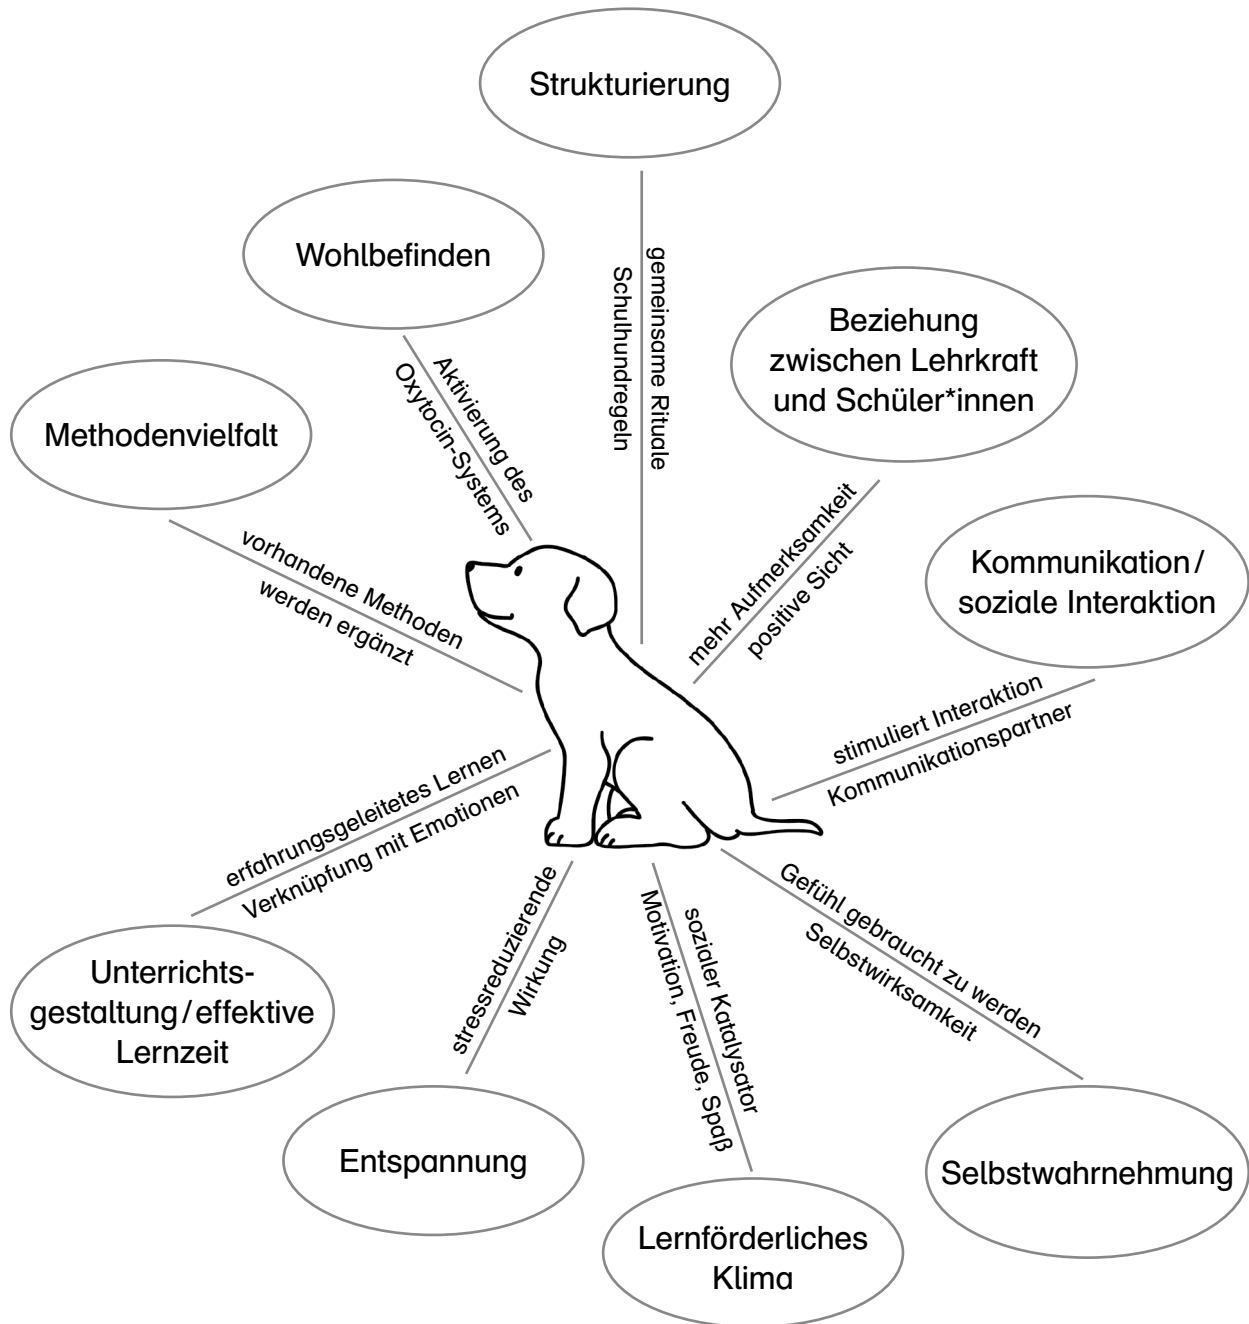 Strukturierung
gemeinsame Rituale
Schulhundregeln
Wohlbefinden
Aktivierung des
Oxytocin-Systems
Beziehung
zwischen Lehrkraft
und Schüler*innen
mehr Aufmerksamkeit
positive Sicht
Methodenvielfalt
vorhandene Methoden
werden ergänzt
Kommunikation/
soziale Interaktion
stimuliert Interaktion
Kommunikationspartner
erfahrungsgeleitetes Lernen
Verknüpfung mit Emotionen
Unterrichts-
gestaltung/effektive
Lernzeit
stressreduzierende
Wirkung
Entspannung
sozialer Katalysator
Motivation, Freude, Spaß
Lernförderliches
Klima
Gefühl gebraucht zu werden
Selbstwirksamkeit
Selbstwahrnehmung